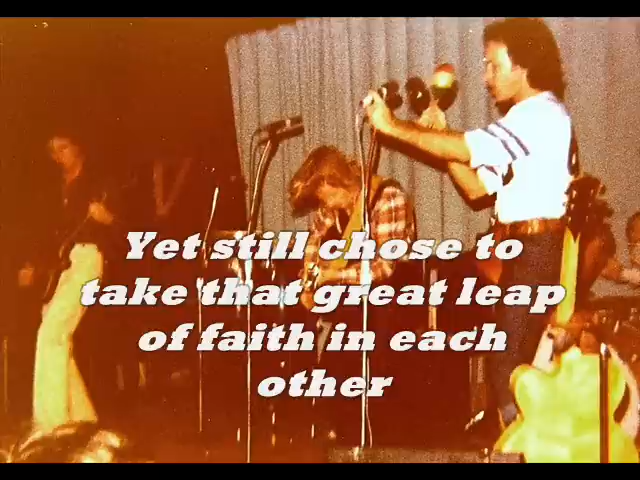 Yet still chose to
take that great leap
of faith in each
other